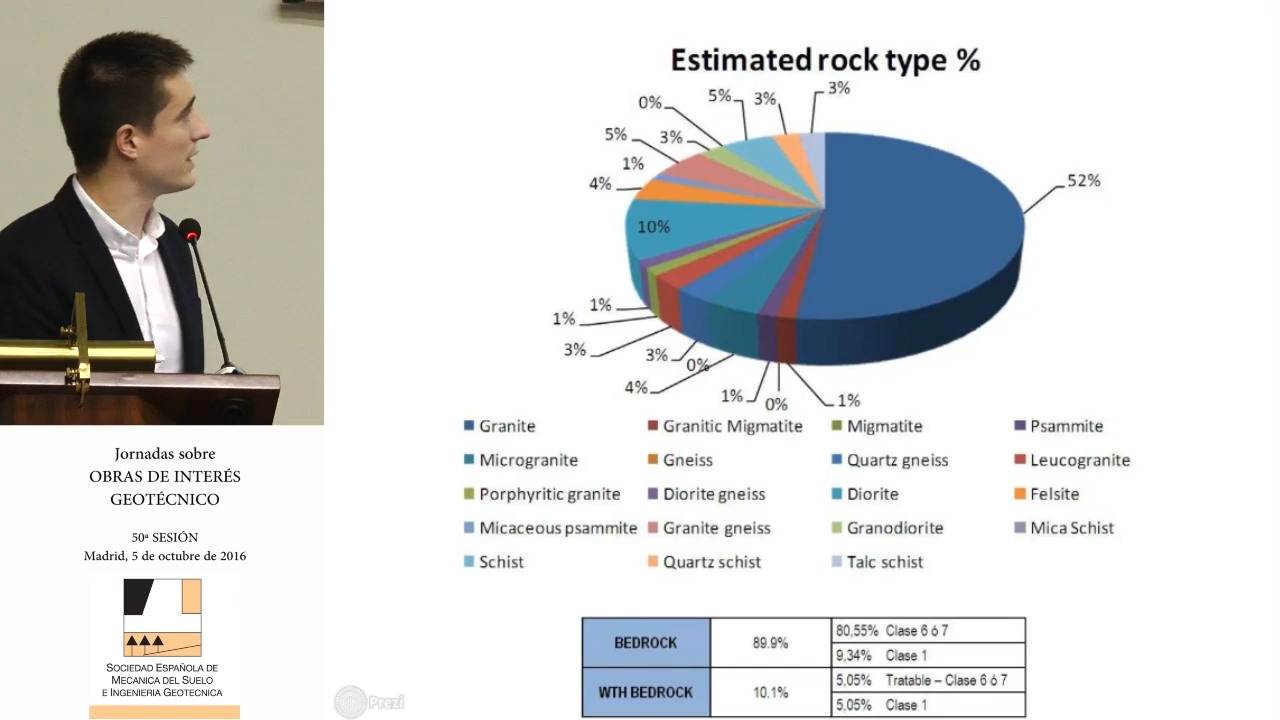 Estimated rock type %
0%
5%
3%
3%
5%
3%
1%
4%
52%
10%
1%
1%
3%
3%
0%
4%
1%
0%
1%
Granite
Granitic Migmatite
Migmatite
Psammite
Microgranite
Gneiss
Quartz gneiss
Leucogranite
Porphyritic granite
Diorite gneiss
Diorite
Felsite
Micaceous psammite
Granite gneiss
Granodiorite
Mica Schist
Schist
Quartz schist
Talc schist
BEDROCK
89.9%
80,55% Clase 6 ó 7
9,34% Clase 1
WTH BEDROCK
10.1%
5,05% Tratable – Clase 6 ó 7
5,05% Clase 1
Prezi
Jornadas sobre
OBRAS DE INTERÉS
GEOTÉCNICO
50ª SESIÓN
Madrid, 5 de octubre de 2016
SOCIEDAD ESPAÑOLA DE
MECANICA DEL SUELO
E INGENIERIA GEOTECNICA